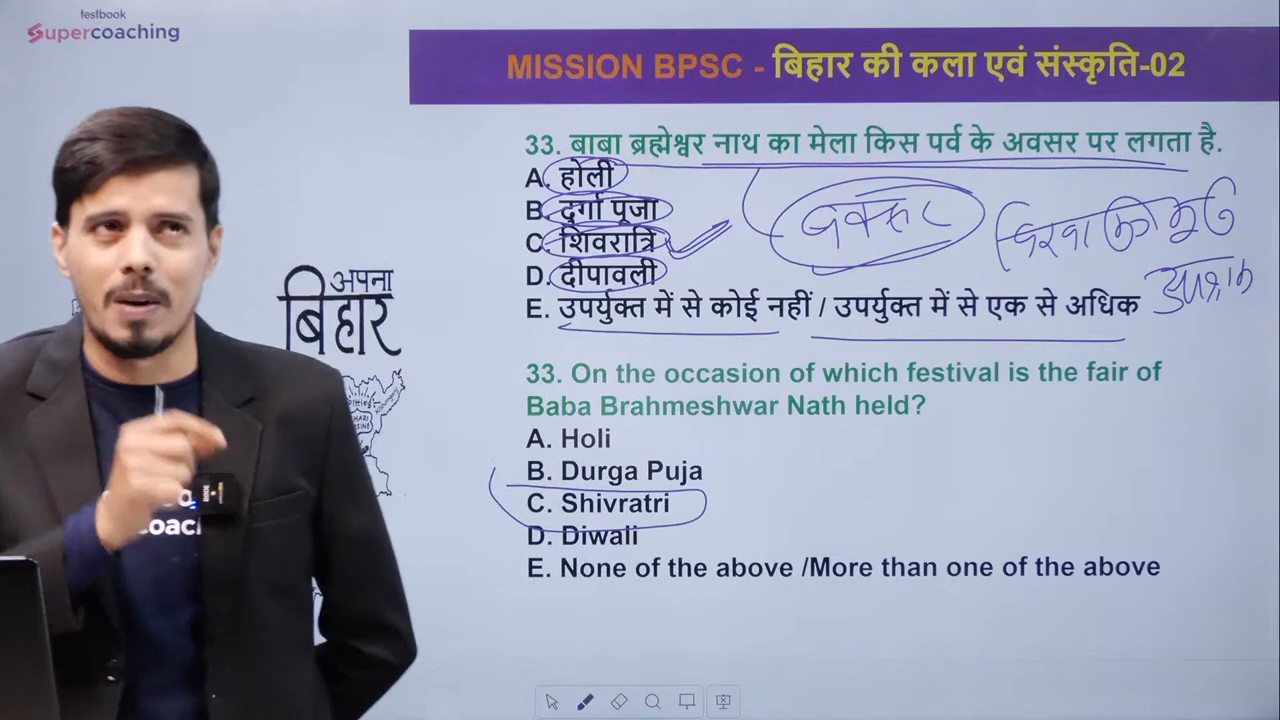 testbook
Supercoaching
MISSION BPSC - बिहार की कला एवं संस्कृति-02
33. बाबा ब्रह्मेश्वर नाथ का मेला किस पर्व के अवसर पर लगता है.
A. होली
B. दुर्गा पूजा
C. शिवरात्रि
D. दीपावली
E. उपर्युक्त में से कोई नहीं / उपर्युक्त में से एक से अधिक
33. On the occasion of which festival is the fair of
Baba Brahmeshwar Nath held?
A. Holi
B. Durga Puja
C. Shivratri
D. Diwali
E. None of the above /More than one of the above
अपना
बिहार
coac